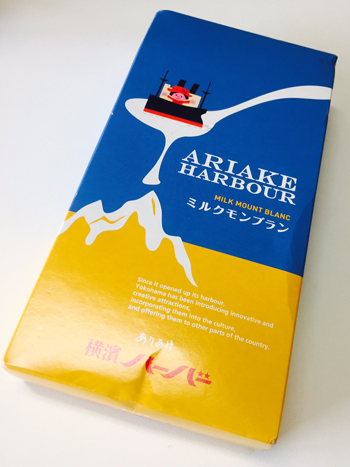 ARIAKE
HARBOUR
MILK MOUNT BLANC
ミルクモンブラン
Since it opened up its harbour,
Yokohama has been introducing innovative and
creative attractions,
incorporating them into the culture,
and offering them to other parts of the country.
ありあけ
横濱ハーバー